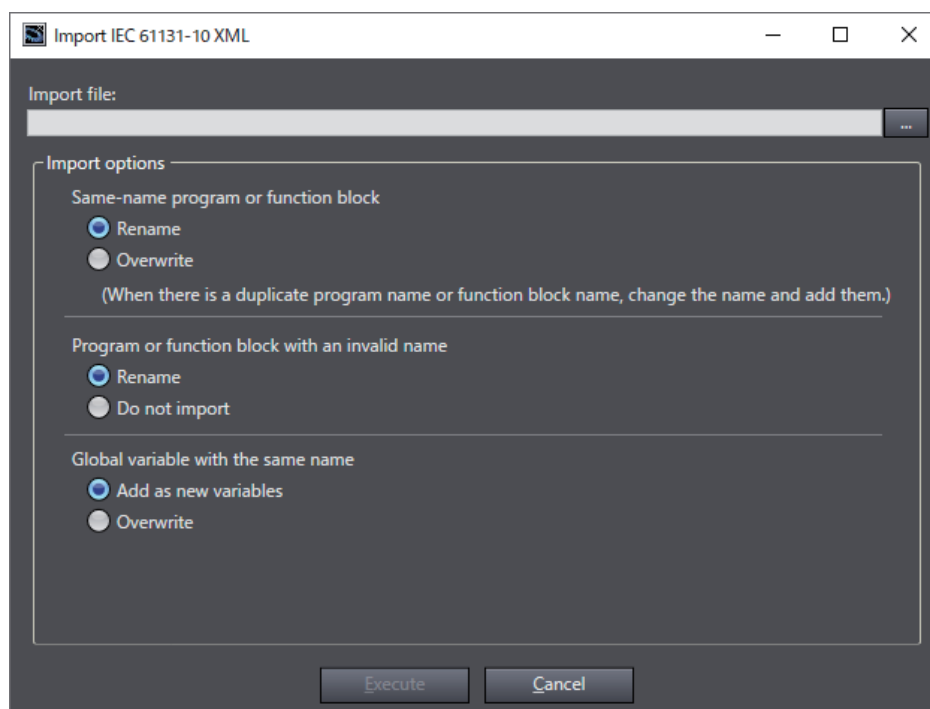 Import IEC 61131-10 XML
Import file:
...
Import options
Same-name program or function block
Rename
Overwrite
(When there is a duplicate program name or function block name, change the name and add them.)
Program or function block with an invalid name
Rename
Do not import
Global variable with the same name
Add as new variables
Overwrite
Execute
Cancel